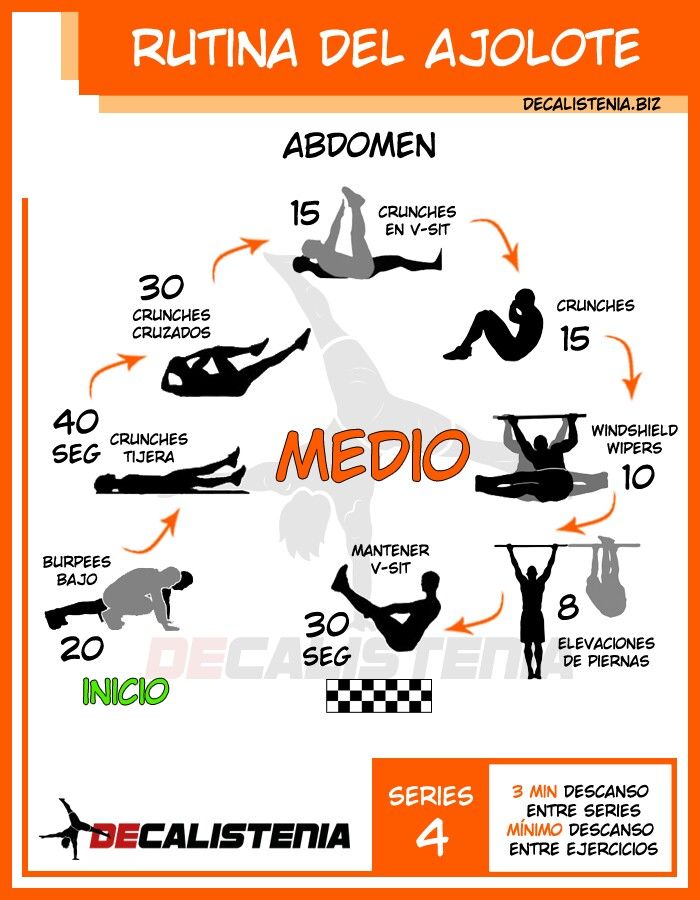 RUTINA DEL AJOLOTE
DECALISTENIA.BIZ
ABDOMEN
15
CRUNCHES
EN V-SIT
30
CRUNCHES
CRUZADOS
CRUNCHES
15
40
SEG
CRUNCHES
TIJERA
MEDIO
WINDSHIELD
WIPERS
10
BURPEES
BAJO
20
INICIO
MANTENER
V-SIT
30
SEG
8
ELEVACIONES
DE PIERNAS
DECALISTENIA
DECALISTENIA
SERIES
4
3 MIN DESCANSO
ENTRE SERIES
MÍNIMO DESCANSO
ENTRE EJERCICIOS